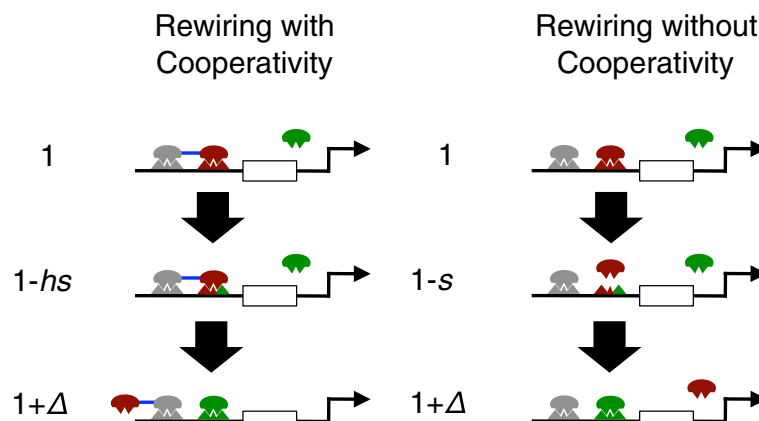 Rewiring with
Cooperativity
Rewiring without
Cooperativity
1
1
1-hs
1-s
1+Δ
1+Δ